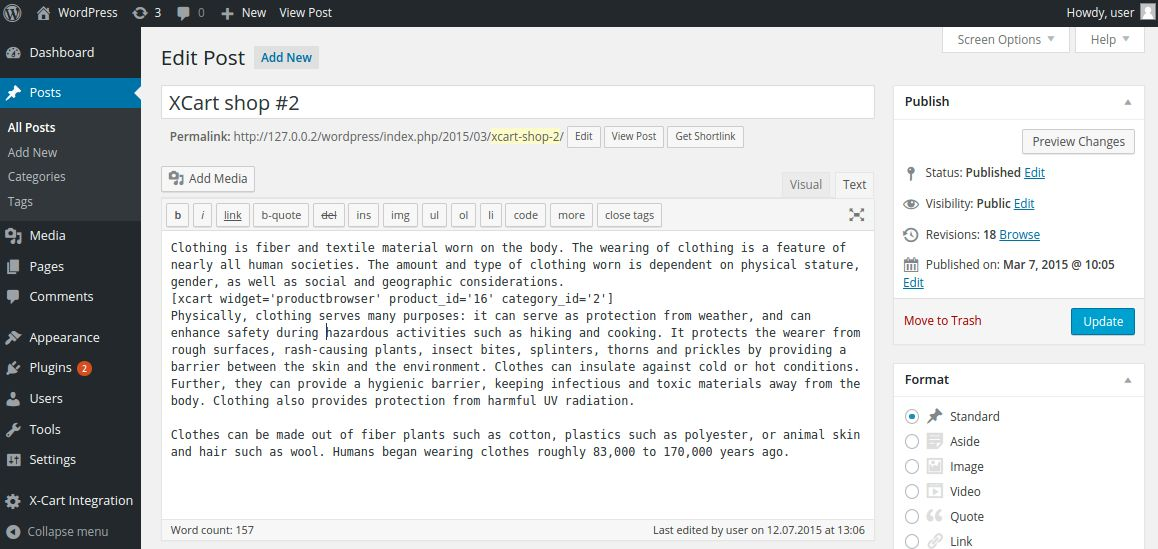 WordPress 3 0 New View Post Howdy, user
Dashboard
Posts
All Posts
Add New
Categories
Tags
Media
Pages
Comments
Appearance
Plugins 2
Users
Tools
Settings
X-Cart Integration
Collapse menu
Screen Options Help
Edit Post Add New
XCart shop #2
Permalink: http://127.0.0.2/wordpress/index.php/2015/03/xcart-shop-2/ Edit View Post Get Shortlink
Add Media
Visual Text
b i link b-quote del ins img ul ol li code more close tags
Clothing is fiber and textile material worn on the body. The wearing of clothing is a feature of
nearly all human societies. The amount and type of clothing worn is dependent on physical stature,
gender, as well as social and geographic considerations.
[xcart widget='productbrowser' product_id='16' category_id='2']
Physically, clothing serves many purposes: it can serve as protection from weather, and can
enhance safety during hazardous activities such as hiking and cooking. It protects the wearer from
rough surfaces, rash-causing plants, insect bites, splinters, thorns and prickles by providing a
barrier between the skin and the environment. Clothes can insulate against cold or hot conditions.
Further, they can provide a hygienic barrier, keeping infectious and toxic materials away from the
body. Clothing also provides protection from harmful UV radiation.
Clothes can be made out of fiber plants such as cotton, plastics such as polyester, or animal skin
and hair such as wool. Humans began wearing clothes roughly 83,000 to 170,000 years ago.
Word count: 157 Last edited by user on 12.07.2015 at 13:06
Publish
Preview Changes
Status: Published Edit
Visibility: Public Edit
Revisions: 18 Browse
Published on: Mar 7, 2015 @ 10:05
Edit
Move to Trash Update
Format
Standard
Aside
Image
Video
Quote
Link